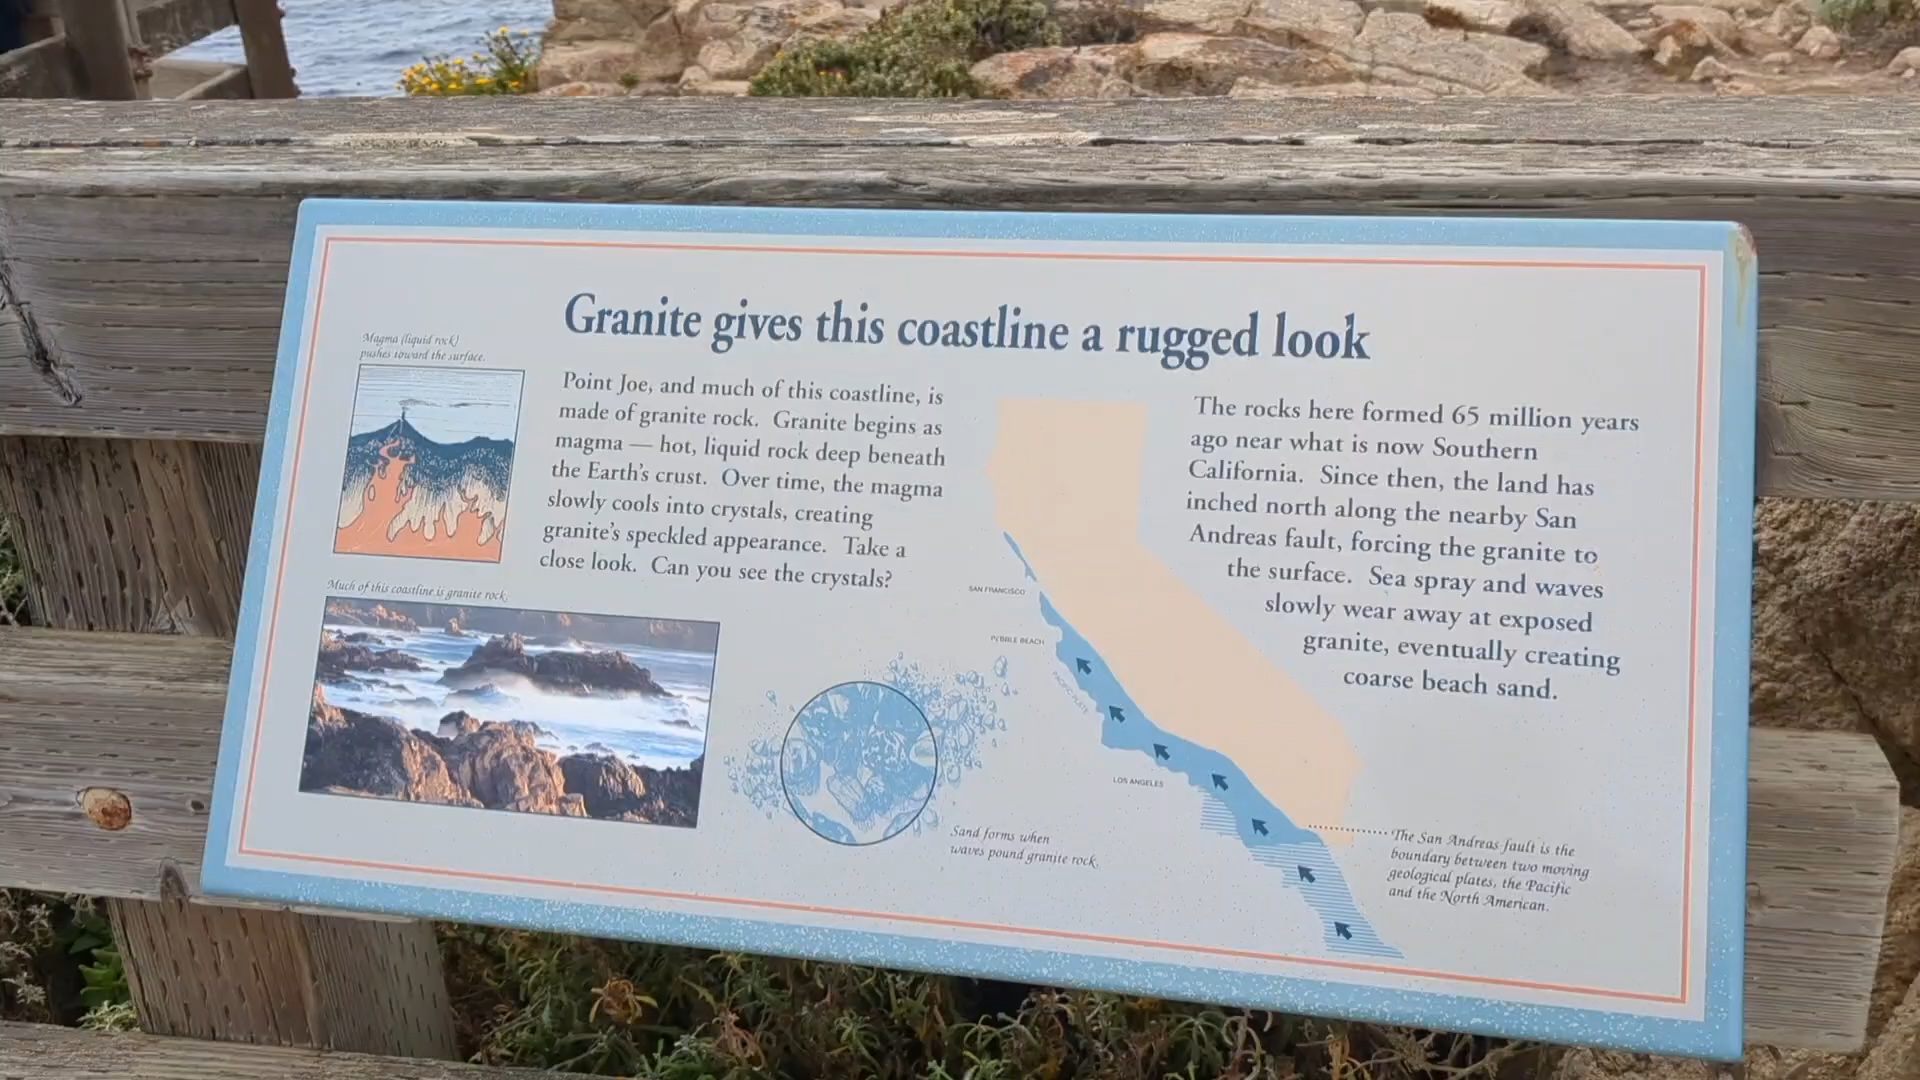 Granite gives this coastline a rugged look
Magma (liquid rock)
pushes toward the surface.
Point Joe, and much of this coastline, is
made of granite rock. Granite begins as
magma — hot, liquid rock deep beneath
the Earth's crust. Over time, the magma
slowly cools into crystals, creating
granite's speckled appearance. Take a
close look. Can you see the crystals?
Much of this coastline is granite rock.
The rocks here formed 65 million years
ago near what is now Southern
California. Since then, the land has
inched north along the nearby San
Andreas fault, forcing the granite to
the surface. Sea spray and waves
slowly wear away at exposed
granite, eventually creating
coarse beach sand.
SAN FRANCISCO
PEBBLE BEACH
PACIFIC PLATE
LOS ANGELES
Sand forms when
waves pound granite rock.
The San Andreas fault is the
boundary between two moving
geological plates, the Pacific
and the North American.